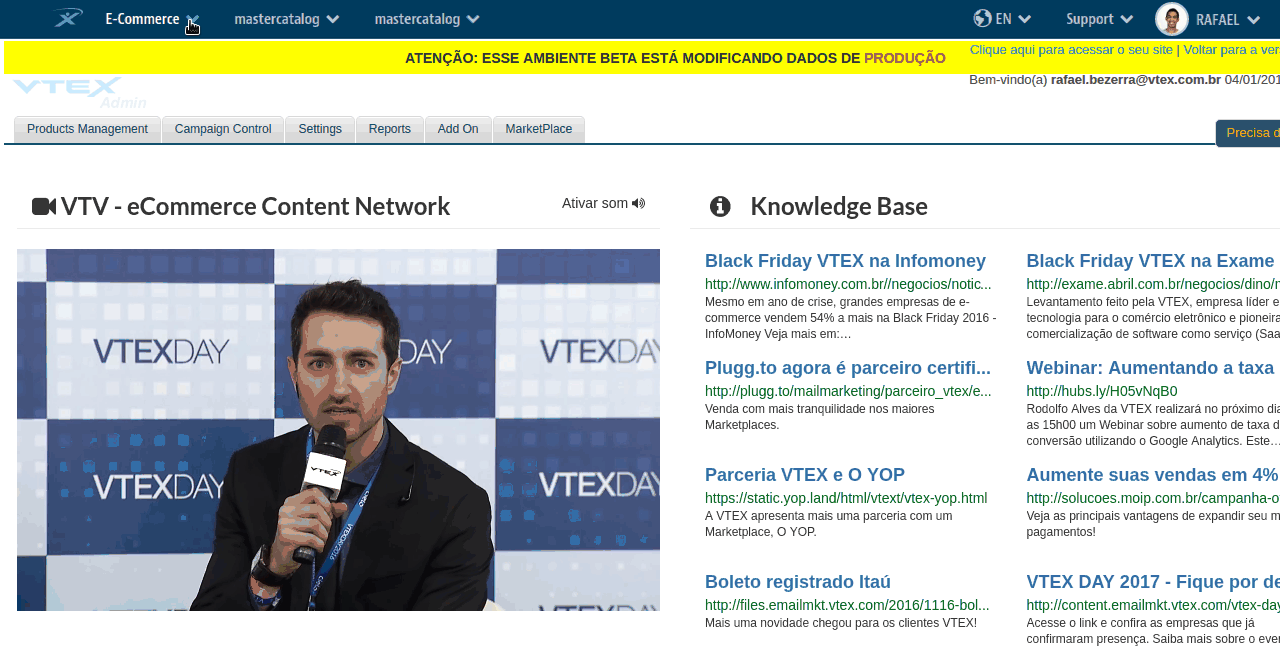 E-Commerce
mastercatalog
mastercatalog
EN
Support
RAFAEL
ATENÇÃO: ESSE AMBIENTE BETA ESTÁ MODIFICANDO DADOS DE PRODUÇÃO
Clique aqui para acessar o seu site | Voltar para a ver
Bem-vindo(a) rafael.bezerra@vtex.com.br 04/01/201
VTEX
Admin
Products Management
Campaign Control
Settings
Reports
Add On
MarketPlace
Precisa d
VTV - eCommerce Content Network
Ativar som
VTEXDAY
DAY
VTEXDA
VTEXDAY
VTEXDA
VTEX
VTEXDAY2016
Knowledge Base
Black Friday VTEX na Infomoney
http://www.infomoney.com.br//negocios/notic...
Mesmo em ano de crise, grandes empresas de e-
commerce vendem 54% a mais na Black Friday 2016 -
InfoMoney Veja mais em:…
Black Friday VTEX na Exame
http://exame.abril.com.br/negocios/dino/n
Levantamento feito pela VTEX, empresa líder e
tecnologia para o comércio eletrônico e pioneira
comercialização de software como serviço (Saa
Plugg.to agora é parceiro certifi...
http://plugg.to/mailmarketing/parceiro_vtex/e...
Venda com mais tranquilidade nos maiores
Marketplaces.
Webinar: Aumentando a taxa
http://hubs.ly/H05vNqB0
Rodolfo Alves da VTEX realizará no próximo dia
as 15h00 um Webinar sobre aumento de taxa d
conversão utilizando o Google Analytics. Este…
Parceria VTEX e O YOP
https://static.yop.land/html/vtext/vtex-yop.html
A VTEX apresenta mais uma parceria com um
Marketplace, O YOP.
Aumente suas vendas em 4%
http://solucoes.moip.com.br/campanha-o
Veja as principais vantagens de expandir seu m
pagamentos!
Boleto registrado Itaú
http://files.emailmkt.vtex.com/2016/1116-bol...
Mais uma novidade chegou para os clientes VTEX!
VTEX DAY 2017 - Fique por de
http://content.emailmkt.vtex.com/vtex-day
Acesse o link e confira as empresas que já
confirmaram presença. Saiba mais sobre o eve